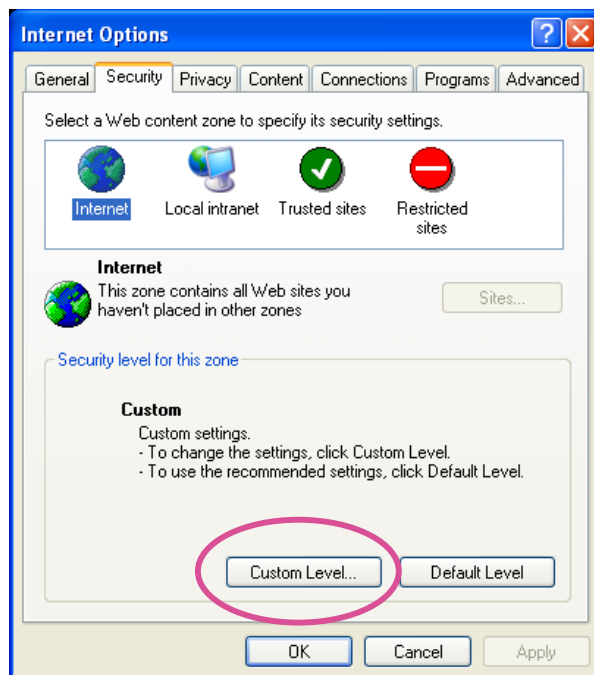 Internet Options
General Security Privacy Content Connections Programs Advanced
Select a Web content zone to specify its security settings.
Internet Local intranet Trusted sites Restricted sites
Internet
This zone contains all Web sites you
haven't placed in other zones
Sites...
Security level for this zone
Custom
Custom settings.
- To change the settings, click Custom Level.
- To use the recommended settings, click Default Level.
Custom Level... Default Level
OK Cancel Apply